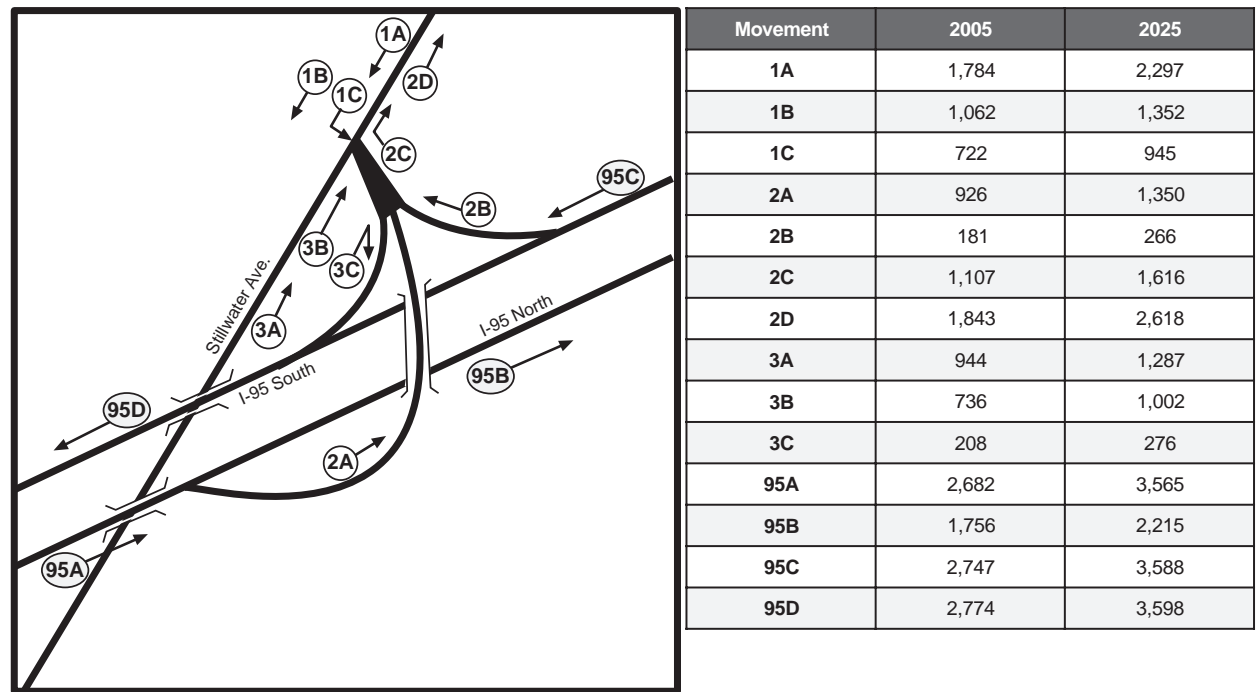 1A
1B
2D
1C
2C
95C
2B
3B
3C
Stillwater Ave.
3A
I-95 North
I-95 South
95B
95D
2A
95A
Movement 2005 2025
1A 1,784 2,297
1B 1,062 1,352
1C 722 945
2A 926 1,350
2B 181 266
2C 1,107 1,616
2D 1,843 2,618
3A 944 1,287
3B 736 1,002
3C 208 276
95A 2,682 3,565
95B 1,756 2,215
95C 2,747 3,588
95D 2,774 3,598